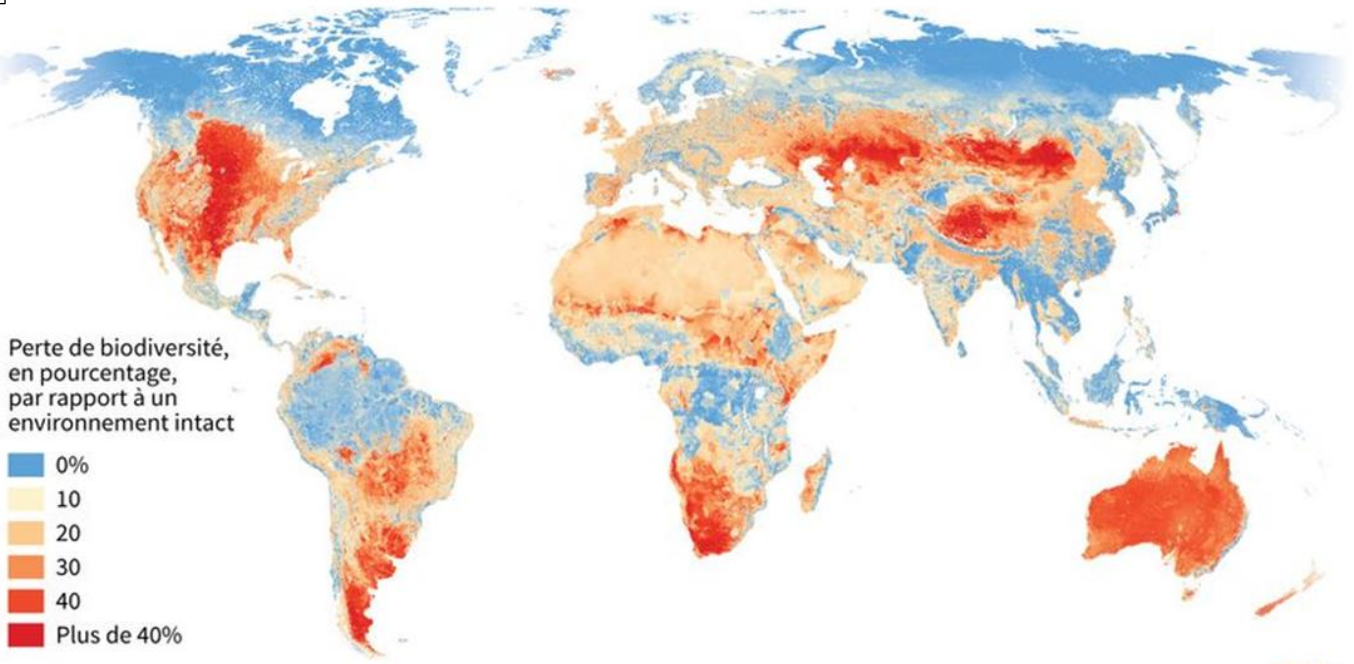 Perte de biodiversité,
en pourcentage,
par rapport à un
environnement intact
0%
10
20
30
40
Plus de 40%